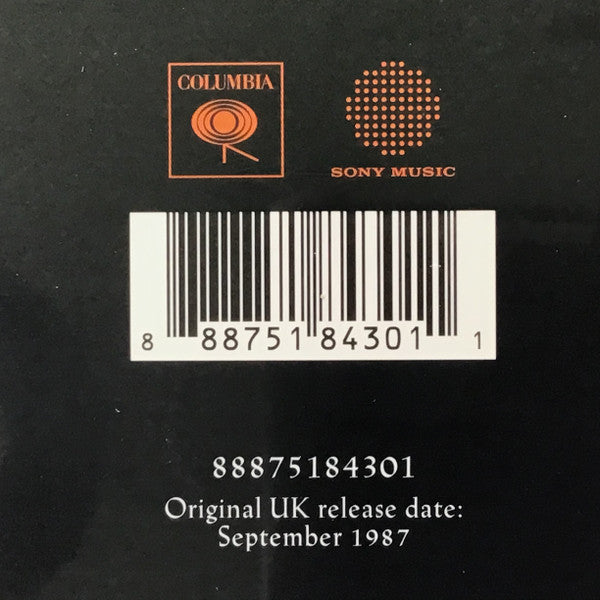 COLUMBIA
SONY MUSIC
8 88751 84301 1
88875184301
Original UK release date:
September 1987